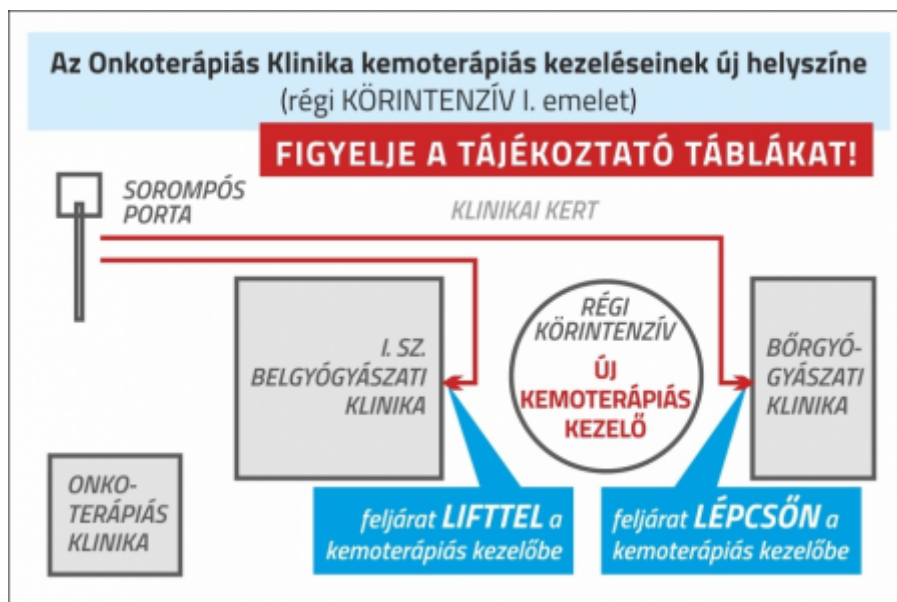 Az Onkoterápiás Klinika kemoterápiás kezeléseinek új helyszíne
(régi KÖRINTENZÍV I. emelet)
FIGYELJE A TÁJÉKOZTATÓ TÁBLÁKAT!
SOROMPÓS
PORTA
KLINIKAI KERT
I. SZ.
BELGYÓGYÁSZATI
KLINIKA
RÉGI
KÖRINTENZÍV
ÚJ
KEMOTERÁPIÁS
KEZELŐ
BŐRGYÓ-
GYÁSZATI
KLINIKA
ONKO-
TERÁPIÁS
KLINIKA
feljárat LIFTTEL a
kemoterápiás kezelőbe
feljárat LÉPCSŐN a
kemoterápiás kezelőbe